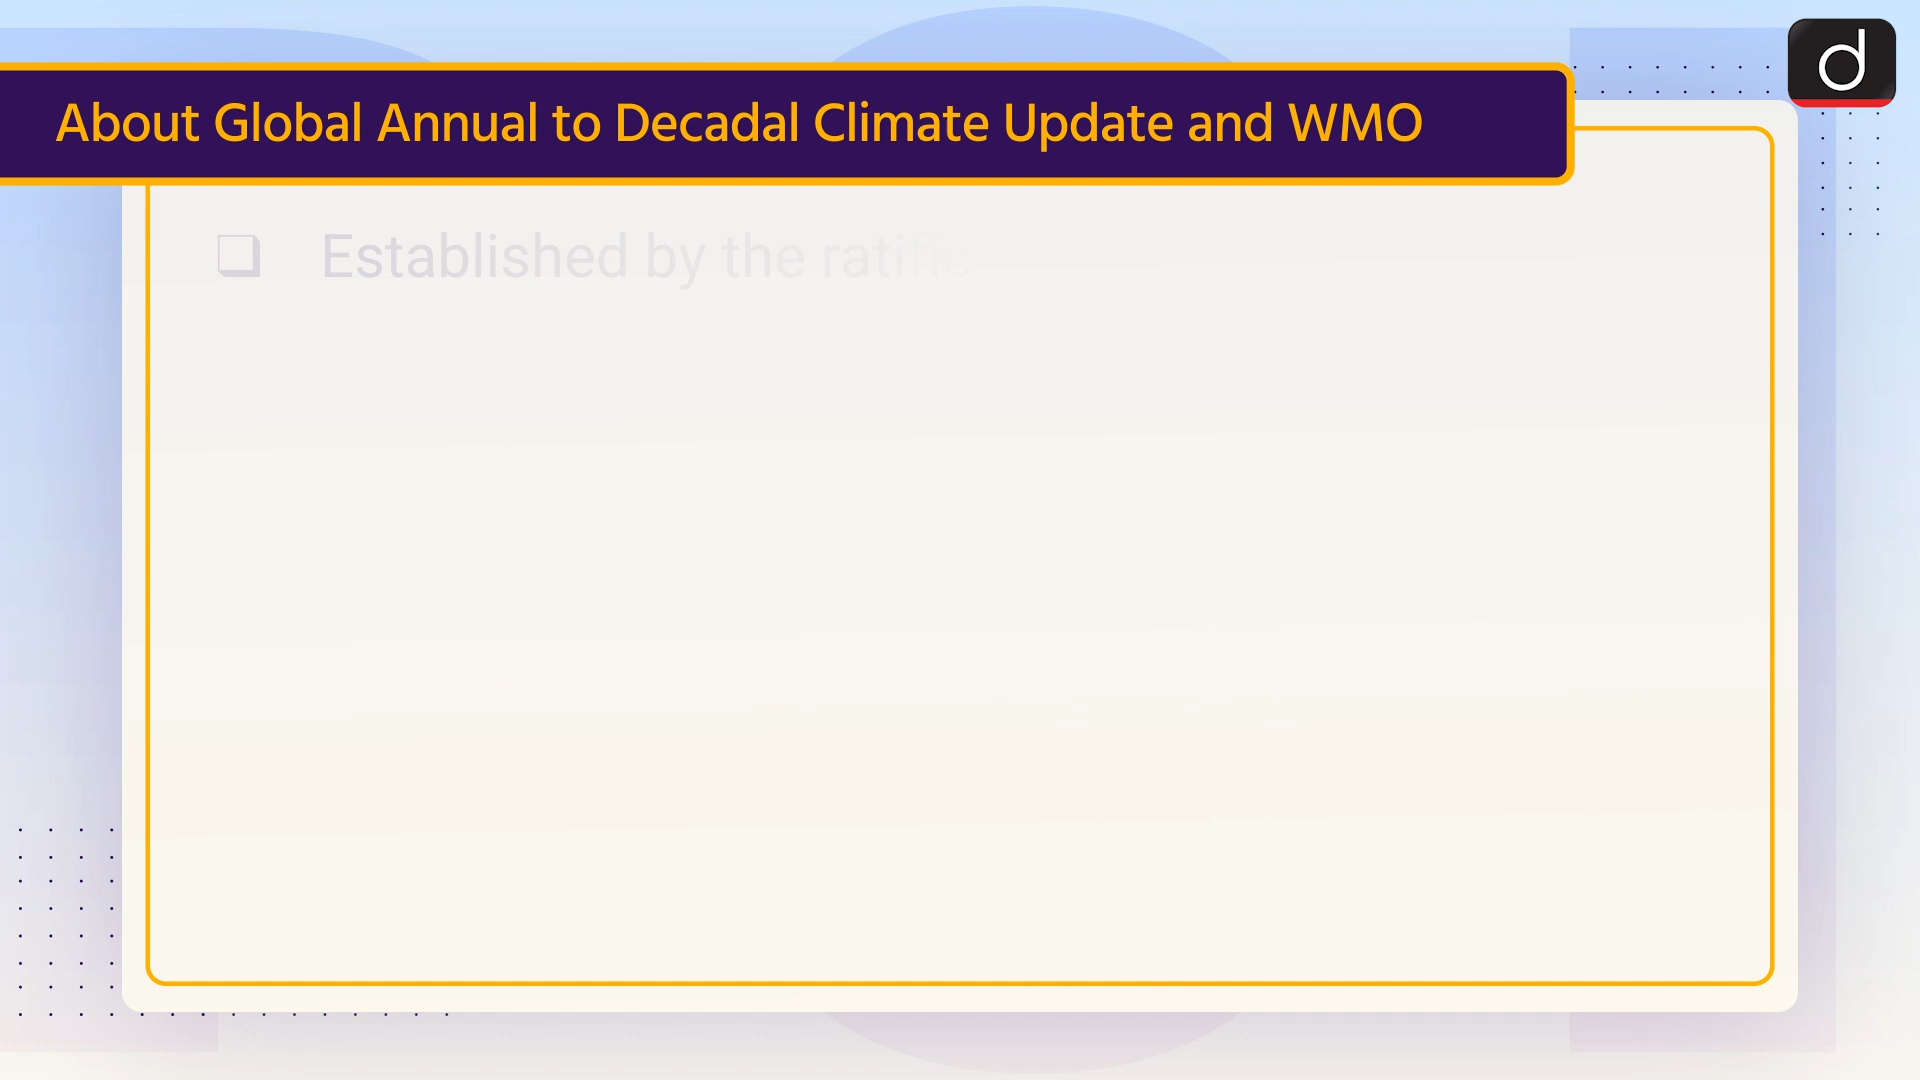 About Global Annual to Decadal Climate Update and WMO
Established by the